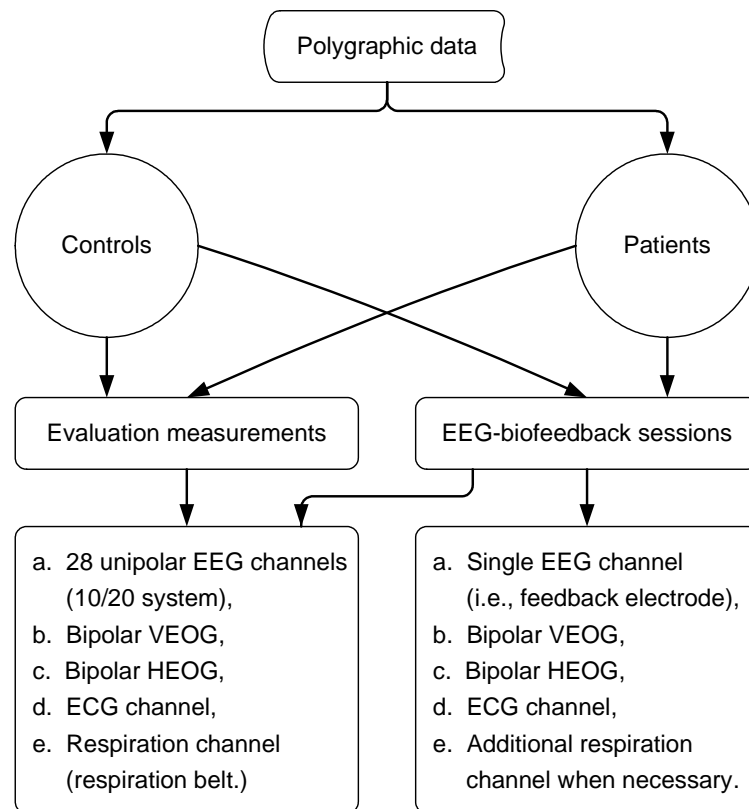 Polygraphic data
Controls
Patients
Evaluation measurements
EEG-biofeedback sessions
a. 28 unipolar EEG channels
(10/20 system),
b. Bipolar VEOG,
c. Bipolar HEOG,
d. ECG channel,
e. Respiration channel
(respiration belt.)
a. Single EEG channel
(i.e., feedback electrode),
b. Bipolar VEOG,
c. Bipolar HEOG,
d. ECG channel,
e. Additional respiration
channel when necessary.